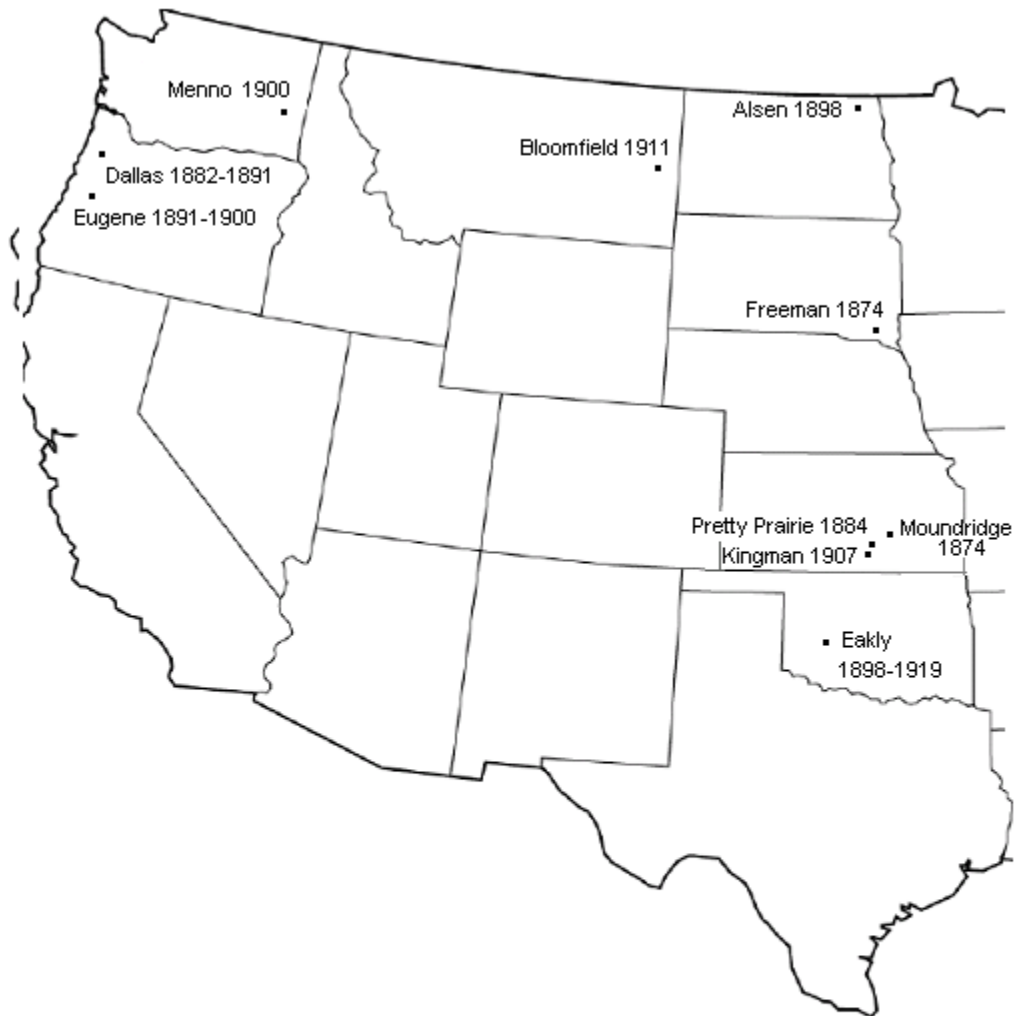 Menno 1900
Alsen 1898
Bloomfield 1911
Dallas 1882-1891
Eugene 1891-1900
Freeman 1874
Pretty Prairie 1884
Moundridge
1874
Kingman 1907
Eakly
1898-1919